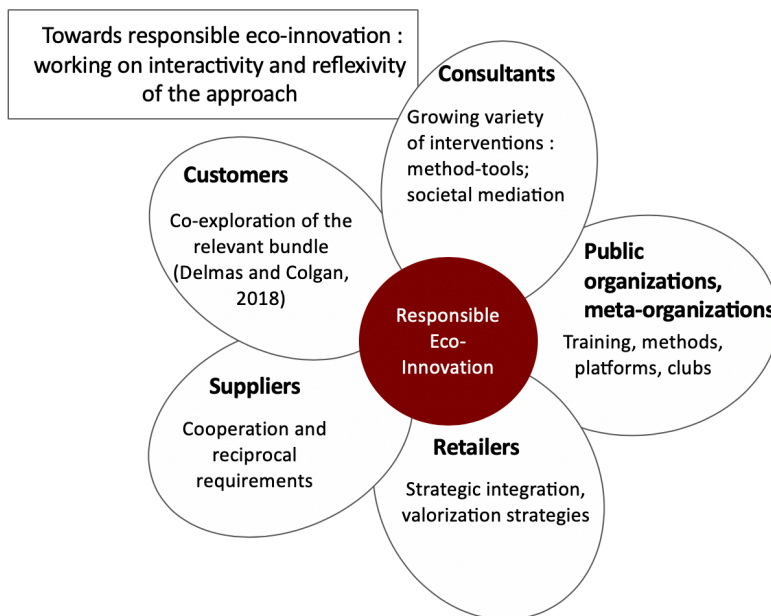 Towards responsible eco-innovation :
working on interactivity and reflexivity
of the approach
Consultants
Growing variety
of interventions :
method-tools;
societal mediation
Customers
Co-exploration of the
relevant bundle
(Delmas and Colgan,
2018)
Public
organizations,
meta-organizations
Training, methods,
platforms, clubs
Responsible
Eco-
Innovation
Suppliers
Cooperation and
reciprocal
requirements
Retailers
Strategic integration,
valorization strategies